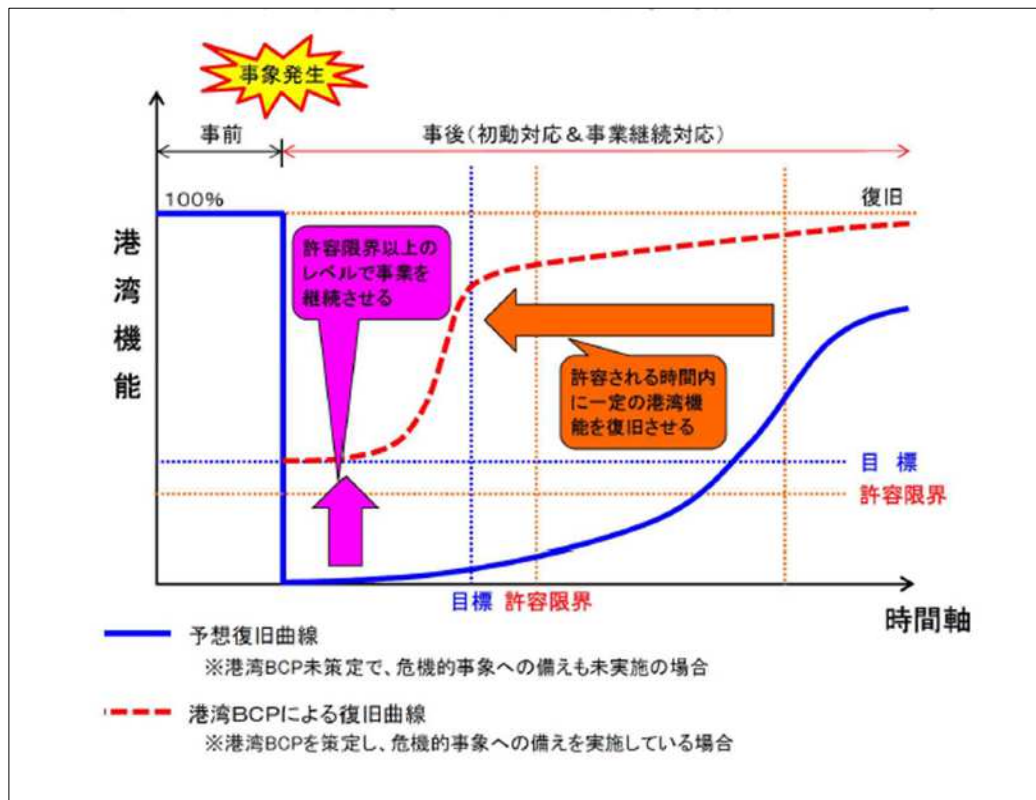 事象発生
事前
事後(初動対応＆事業継続対応)
100%
復旧
港湾機能
許容限界以上の
レベルで事業を
継続させる
許容される時間内
に一定の港湾機
能を復旧させる
目 標
許容限界
目標 許容限界
時間軸
予想復旧曲線
※港湾BCP未策定で、危機的事象への備えも未実施の場合
港湾BCPによる復旧曲線
※港湾BCPを策定し、危機的事象への備えを実施している場合